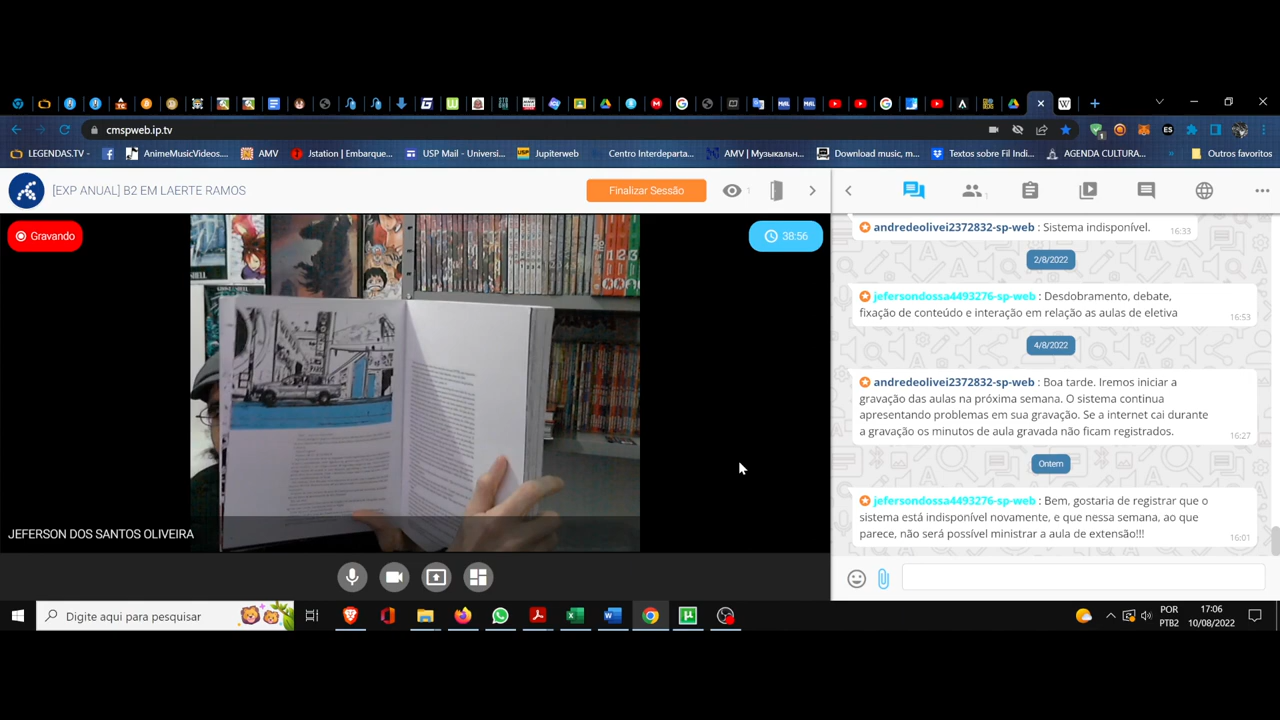 cmspweb.ip.tv
LEGENDAS.TV -
AnimeMusicVideos....
AMV
Jstation | Embarque...
USP Mail - Universi...
Jupiterweb
Centro Interdeparta...
AMV | Музыкальн...
Download music, m...
Textos sobre Fil Indi...
AGENDA CULTURA...
»
Outros favoritos
[EXP ANUAL] B2 EM LAERTE RAMOS
Finalizar Sessão
1
1
Gravando
38:56
JEFERSON DOS SANTOS OLIVEIRA
andredeolivei2372832-sp-web : Sistema indisponível.
16:33
2/8/2022
jefersondossa4493276-sp-web : Desdobramento, debate,
fixação de conteúdo e interação em relação as aulas de eletiva
16:53
4/8/2022
andredeolivei2372832-sp-web : Boa tarde. Iremos iniciar a
gravação das aulas na próxima semana. O sistema continua
apresentando problemas em sua gravação. Se a internet cai durante
a gravação os minutos de aula gravada não ficam registrados.
16:27
Ontem
jefersondossa4493276-sp-web : Bem, gostaria de registrar que o
sistema está indisponível novamente, e que nessa semana, ao que
parece, não será possível ministrar a aula de extensão!!!
16:01
Digite aqui para pesquisar
POR
PTB2
17:06
10/08/2022